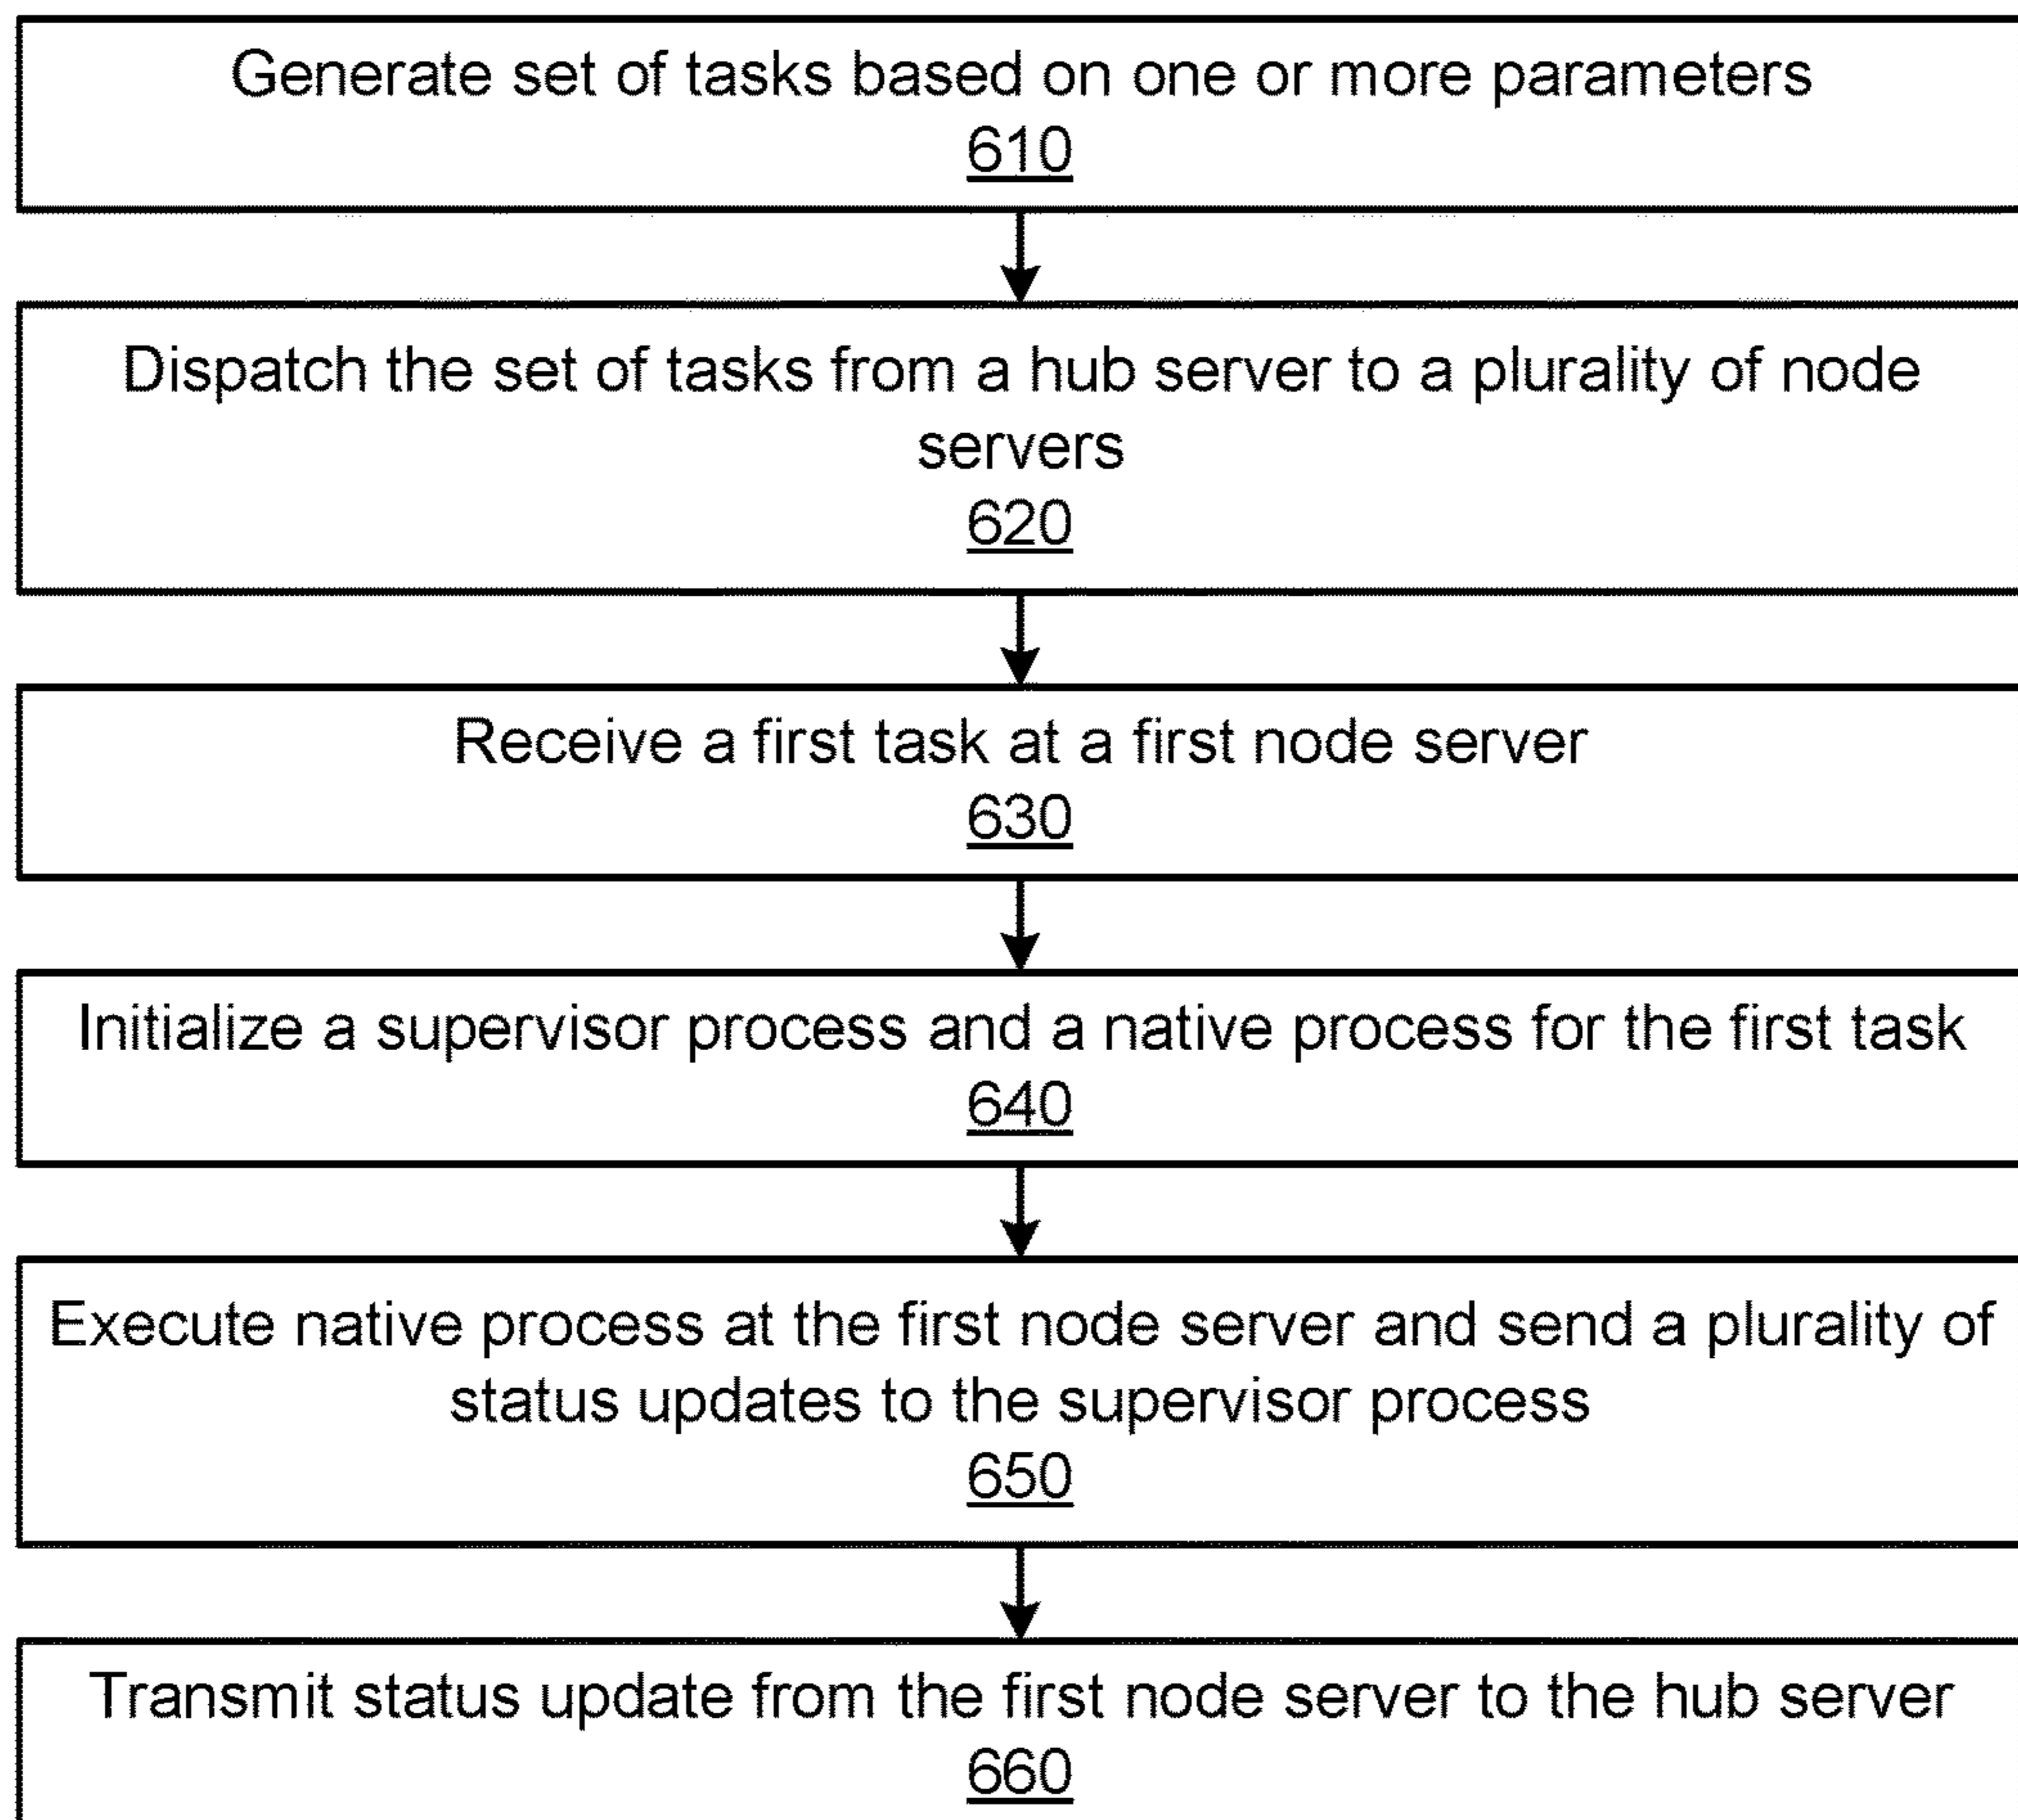 Generate set of tasks based on one or more parameters
610
Dispatch the set of tasks from a hub server to a plurality of node
servers
620
Receive a first task at a first node server
630
Initialize a supervisor process and a native process for the first task
640
Execute native process at the first node server and send a plurality of
status updates to the supervisor process
650
Transmit status update from the first node server to the hub server
660